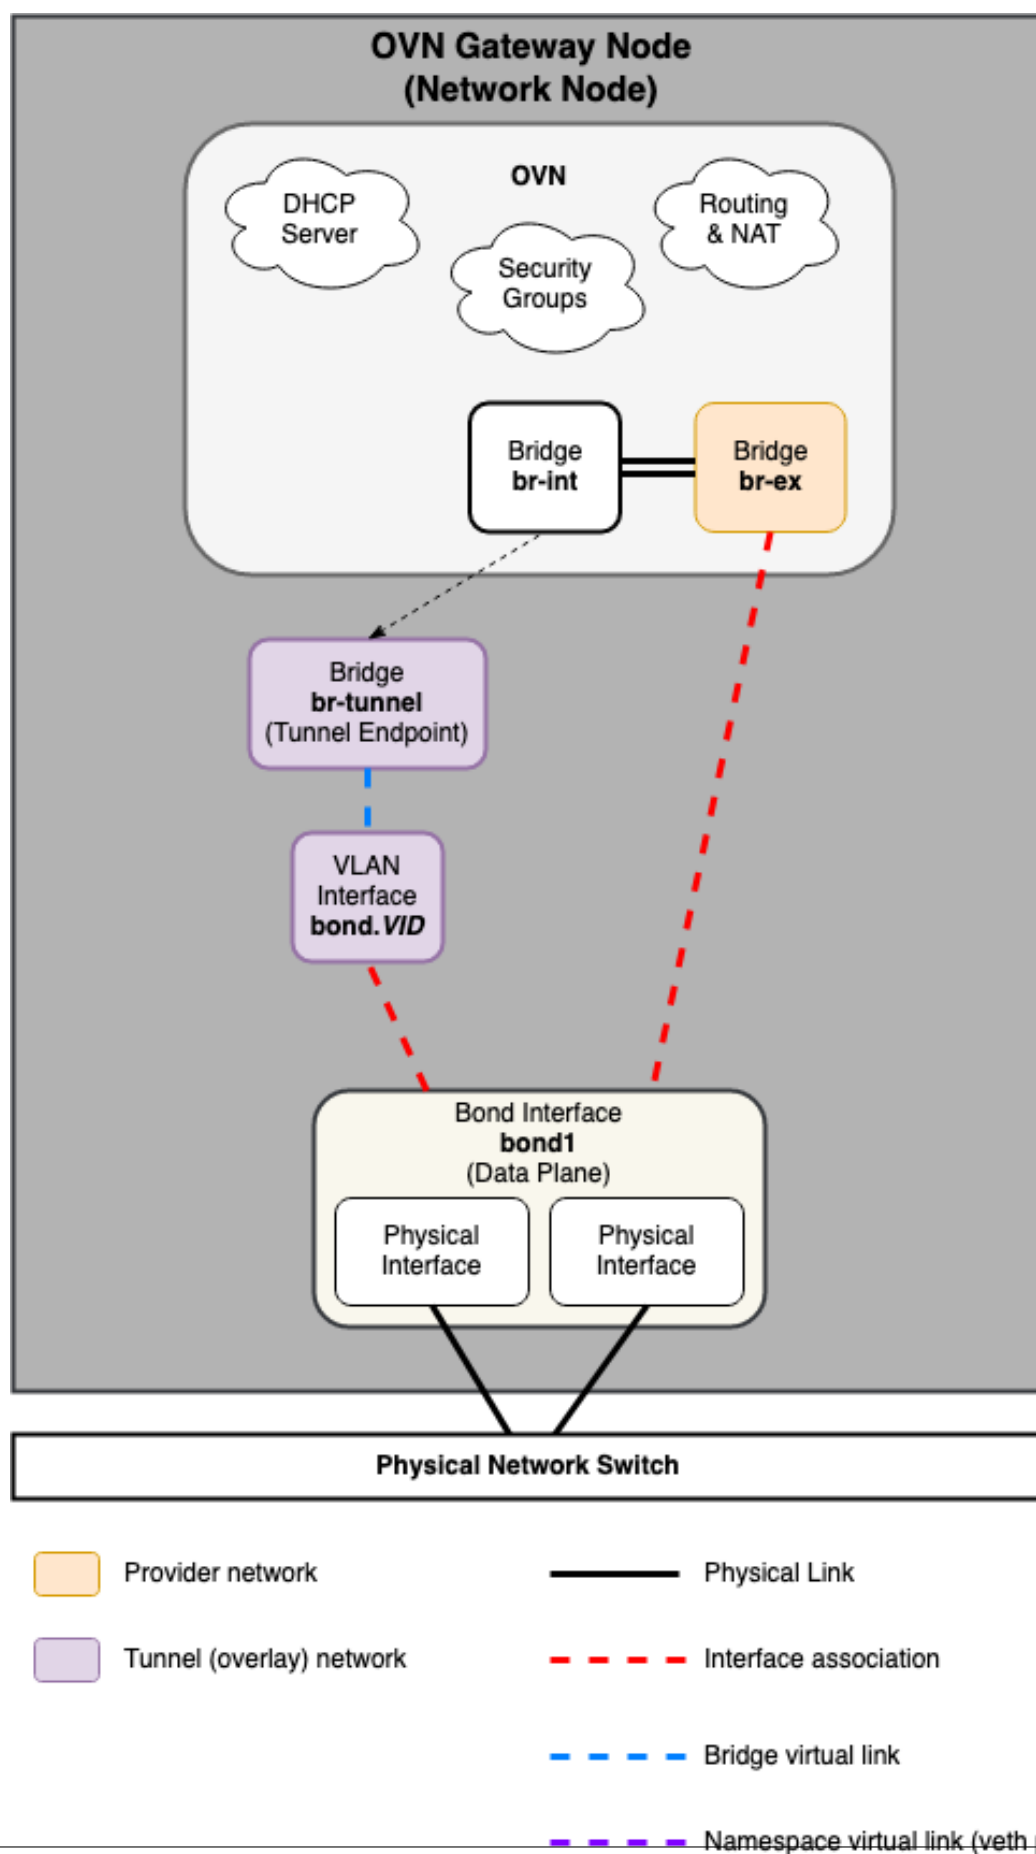 OVN Gateway Node
(Network Node)
OVN
DHCP
Server
Routing
& NAT
Security
Groups
Bridge
br-int
Bridge
br-ex
Bridge
br-tunnel
(Tunnel Endpoint)
VLAN
Interface
bond.VID
Bond Interface
bond1
(Data Plane)
Physical
Interface
Physical
Interface
Physical Network Switch
Provider network
Physical Link
Tunnel (overlay) network
Interface association
Bridge virtual link
Namespace virtual link (veth